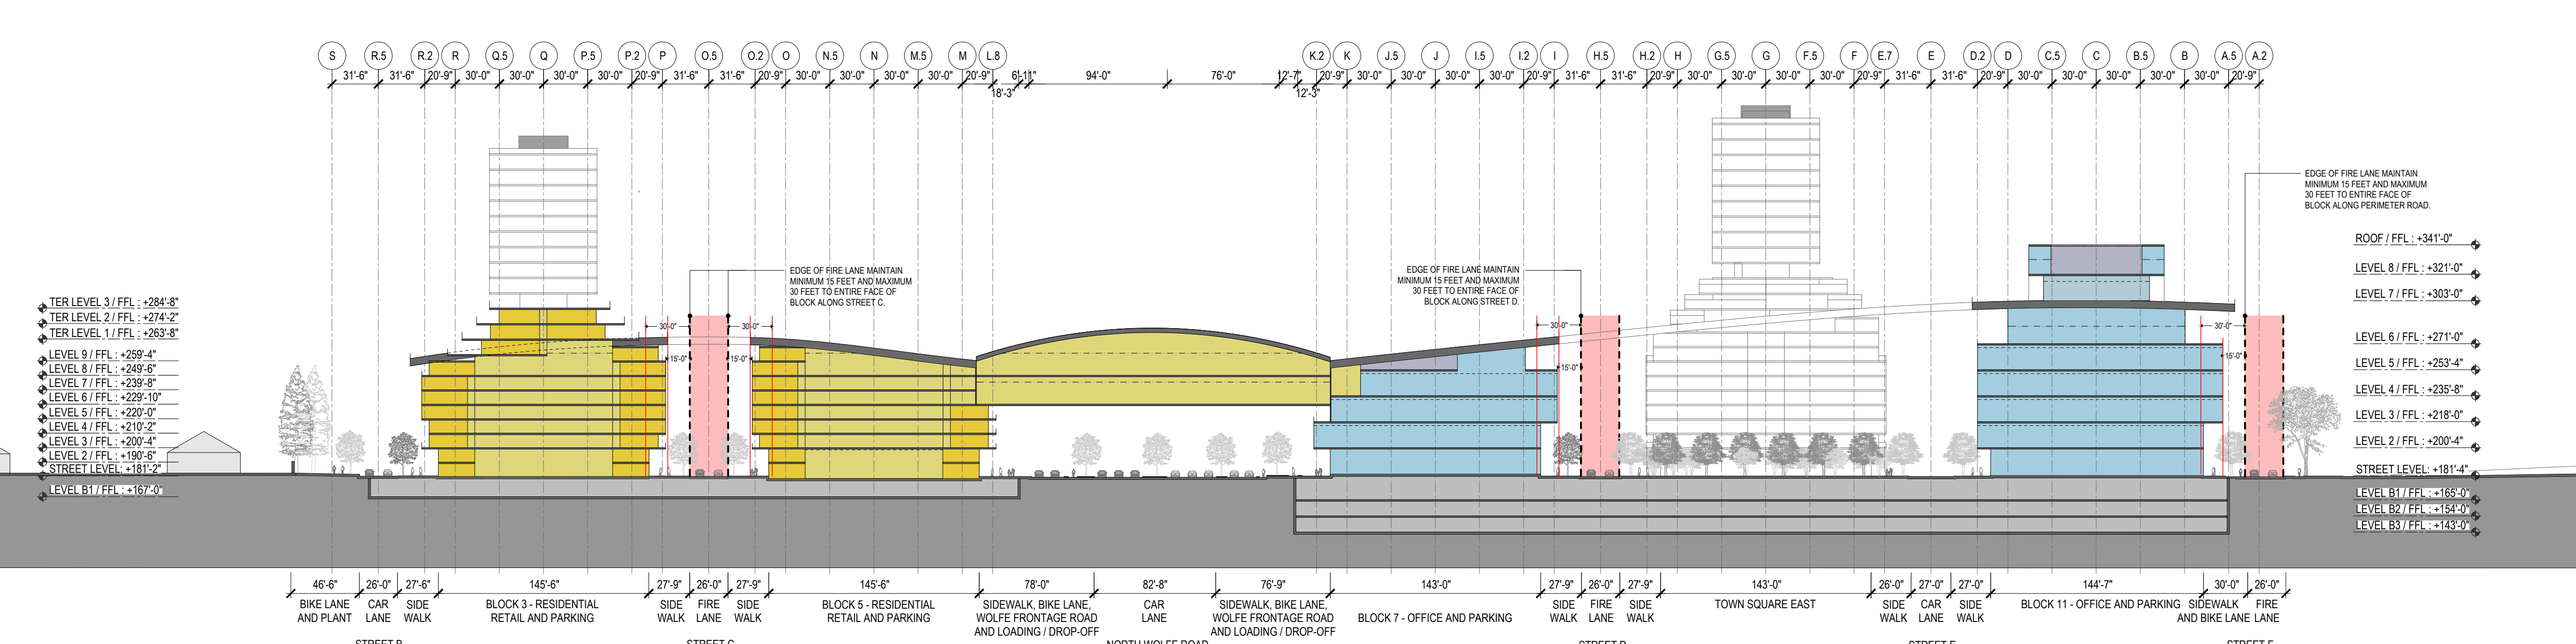 S R.5 R.2 R Q.5 Q P.5 P.2 P O.5 O.2 O N.5 N M.5 M L.8 K.2 K J.5 J I.5 I.2 I H.5 H.2 H G.5 G F.5 F E.7 E D.2 D C.5 C B.5 B A.5 A.2
31'-6" 31'-6" 20'-9" 30'-0" 30'-0" 30'-0" 30'-0" 20'-9" 31'-6" 31'-6" 20'-9" 30'-0" 30'-0" 30'-0" 30'-0" 20'-9" 6'-11" 94'-0" 76'-0" 12'-7" 20'-9" 30'-0" 30'-0" 30'-0" 30'-0" 20'-9" 31'-6" 31'-6" 20'-9" 30'-0" 30'-0" 30'-0" 30'-0" 20'-9" 31'-6" 31'-6" 20'-9" 30'-0" 30'-0" 30'-0" 30'-0" 30'-0" 20'-9"
18'-3" 12'-3"
EDGE OF FIRE LANE MAINTAIN
MINIMUM 15 FEET AND MAXIMUM
30 FEET TO ENTIRE FACE OF
BLOCK ALONG PERIMETER ROAD.
EDGE OF FIRE LANE MAINTAIN
MINIMUM 15 FEET AND MAXIMUM
30 FEET TO ENTIRE FACE OF
BLOCK ALONG STREET C.
EDGE OF FIRE LANE MAINTAIN
MINIMUM 15 FEET AND MAXIMUM
30 FEET TO ENTIRE FACE OF
BLOCK ALONG STREET D.
TER LEVEL 3 / FFL : +284'-8"
TER LEVEL 2 / FFL : +274'-2"
TER LEVEL 1 / FFL : +263'-8"
LEVEL 9 / FFL : +259'-4"
LEVEL 8 / FFL : +249'-6"
LEVEL 7 / FFL : +239'-8"
LEVEL 6 / FFL : +229'-10"
LEVEL 5 / FFL : +220'-0"
LEVEL 4 / FFL : +210'-2"
LEVEL 3 / FFL : +200'-4"
LEVEL 2 / FFL : +190'-6"
STREET LEVEL: +181'-2"
LEVEL B1 / FFL : +167'-0"
30'-0" 30'-0" 30'-0" 30'-0"
15'-0" 15'-0" 15'-0" 15'-0"
ROOF / FFL : +341'-0"
LEVEL 8 / FFL : +321'-0"
LEVEL 7 / FFL : +303'-0"
LEVEL 6 / FFL : +271'-0"
LEVEL 5 / FFL : +253'-4"
LEVEL 4 / FFL : +235'-8"
LEVEL 3 / FFL : +218'-0"
LEVEL 2 / FFL : +200'-4"
STREET LEVEL: +181'-4"
LEVEL B1 / FFL : +165'-0"
LEVEL B2 / FFL : +154'-0"
LEVEL B3 / FFL : +143'-0"
46'-6" 26'-0" 27'-6" 145'-6" 27'-9" 26'-0" 27'-9" 145'-6" 78'-0" 82'-8" 76'-9" 143'-0" 27'-9" 26'-0" 27'-9" 143'-0" 26'-0" 27'-0" 27'-0" 144'-7" 30'-0" 26'-0"
BIKE LANE
AND PLANT
CAR
LANE
SIDE
WALK
BLOCK 3 - RESIDENTIAL
RETAIL AND PARKING
SIDE
WALK
FIRE
LANE
SIDE
WALK
BLOCK 5 - RESIDENTIAL
RETAIL AND PARKING
SIDEWALK, BIKE LANE,
WOLFE FRONTAGE ROAD
AND LOADING / DROP-OFF
CAR
LANE
SIDEWALK, BIKE LANE,
WOLFE FRONTAGE ROAD
AND LOADING / DROP-OFF
BLOCK 7 - OFFICE AND PARKING
SIDE
WALK
FIRE
LANE
SIDE
WALK
TOWN SQUARE EAST
SIDE
WALK
CAR
LANE
SIDE
WALK
BLOCK 11 - OFFICE AND PARKING
SIDEWALK
AND BIKE LANE
FIRE
LANE
NORTH WOLFE ROAD